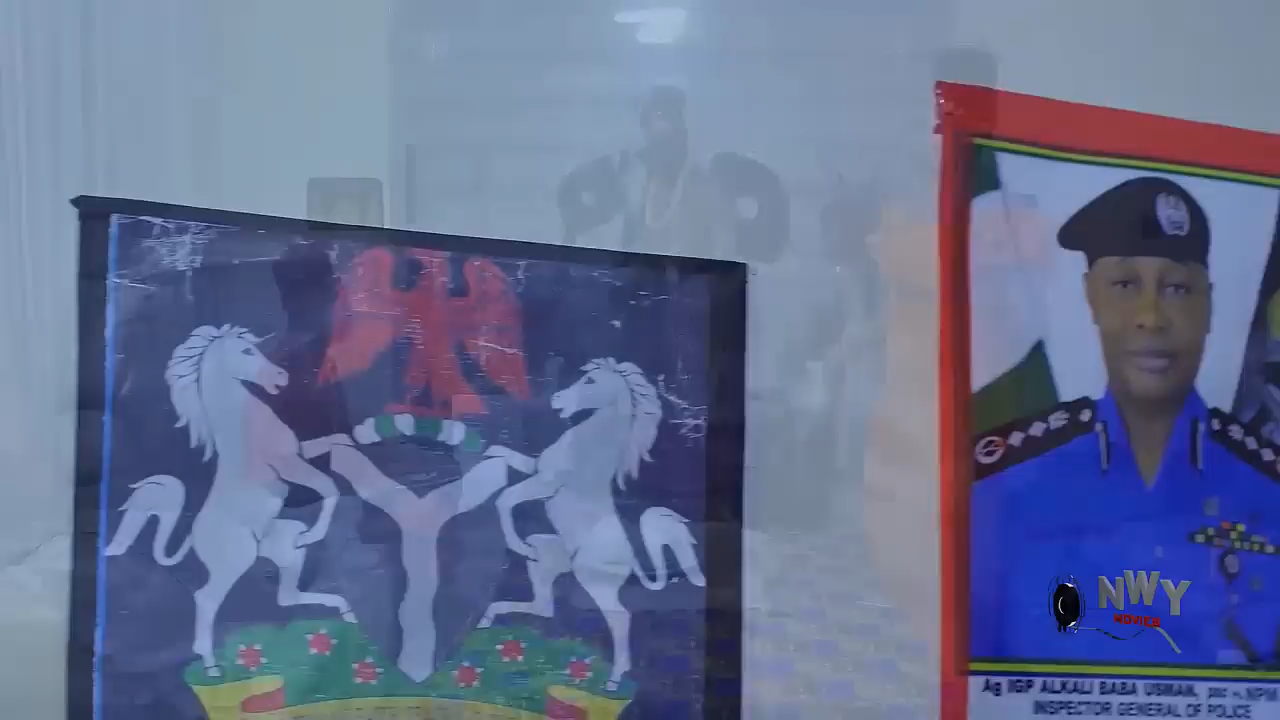 NWY
MOVIES
Ag IGP ALKALI BABA USMAN,
INSPECTOR GENERAL OF POLICE